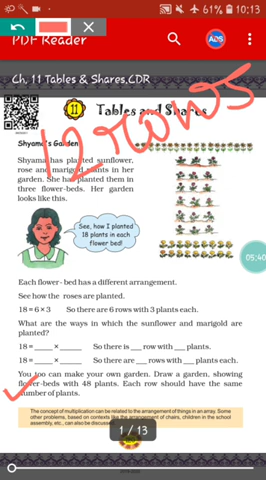 61% 10:13
PDF Reader
ADS
Ch, 11 Tables & Shares,CDR
11 Tables and Shares
12 rows
Shyama's Garden
Shyama has planted sunflower,
rose and marigold plants in her
garden. She has planted them in
three flower-beds. Her garden
looks like this.
See, how I planted
18 plants in each
flower bed!
05:40
Each flower-bed has a different arrangement.
See how the roses are planted.
18 = 6 × 3 So there are 6 rows with 3 plants each.
What are the ways in which the sunflower and marigold are
planted?
18 = ____ × ____ So there is ___ row with ___ plants.
18 = ____ × ____ So there are ___ rows with ___ plants each.
You too can make your own garden. Draw a garden, showing
flower-beds with 48 plants. Each row should have the same
number of plants.
The concept of multiplication can be related to the arrangement of things in an array. Some
other problems, based on contexts like the arrangement of chairs, children in the school
assembly, etc., can also be discussed.
1 / 13